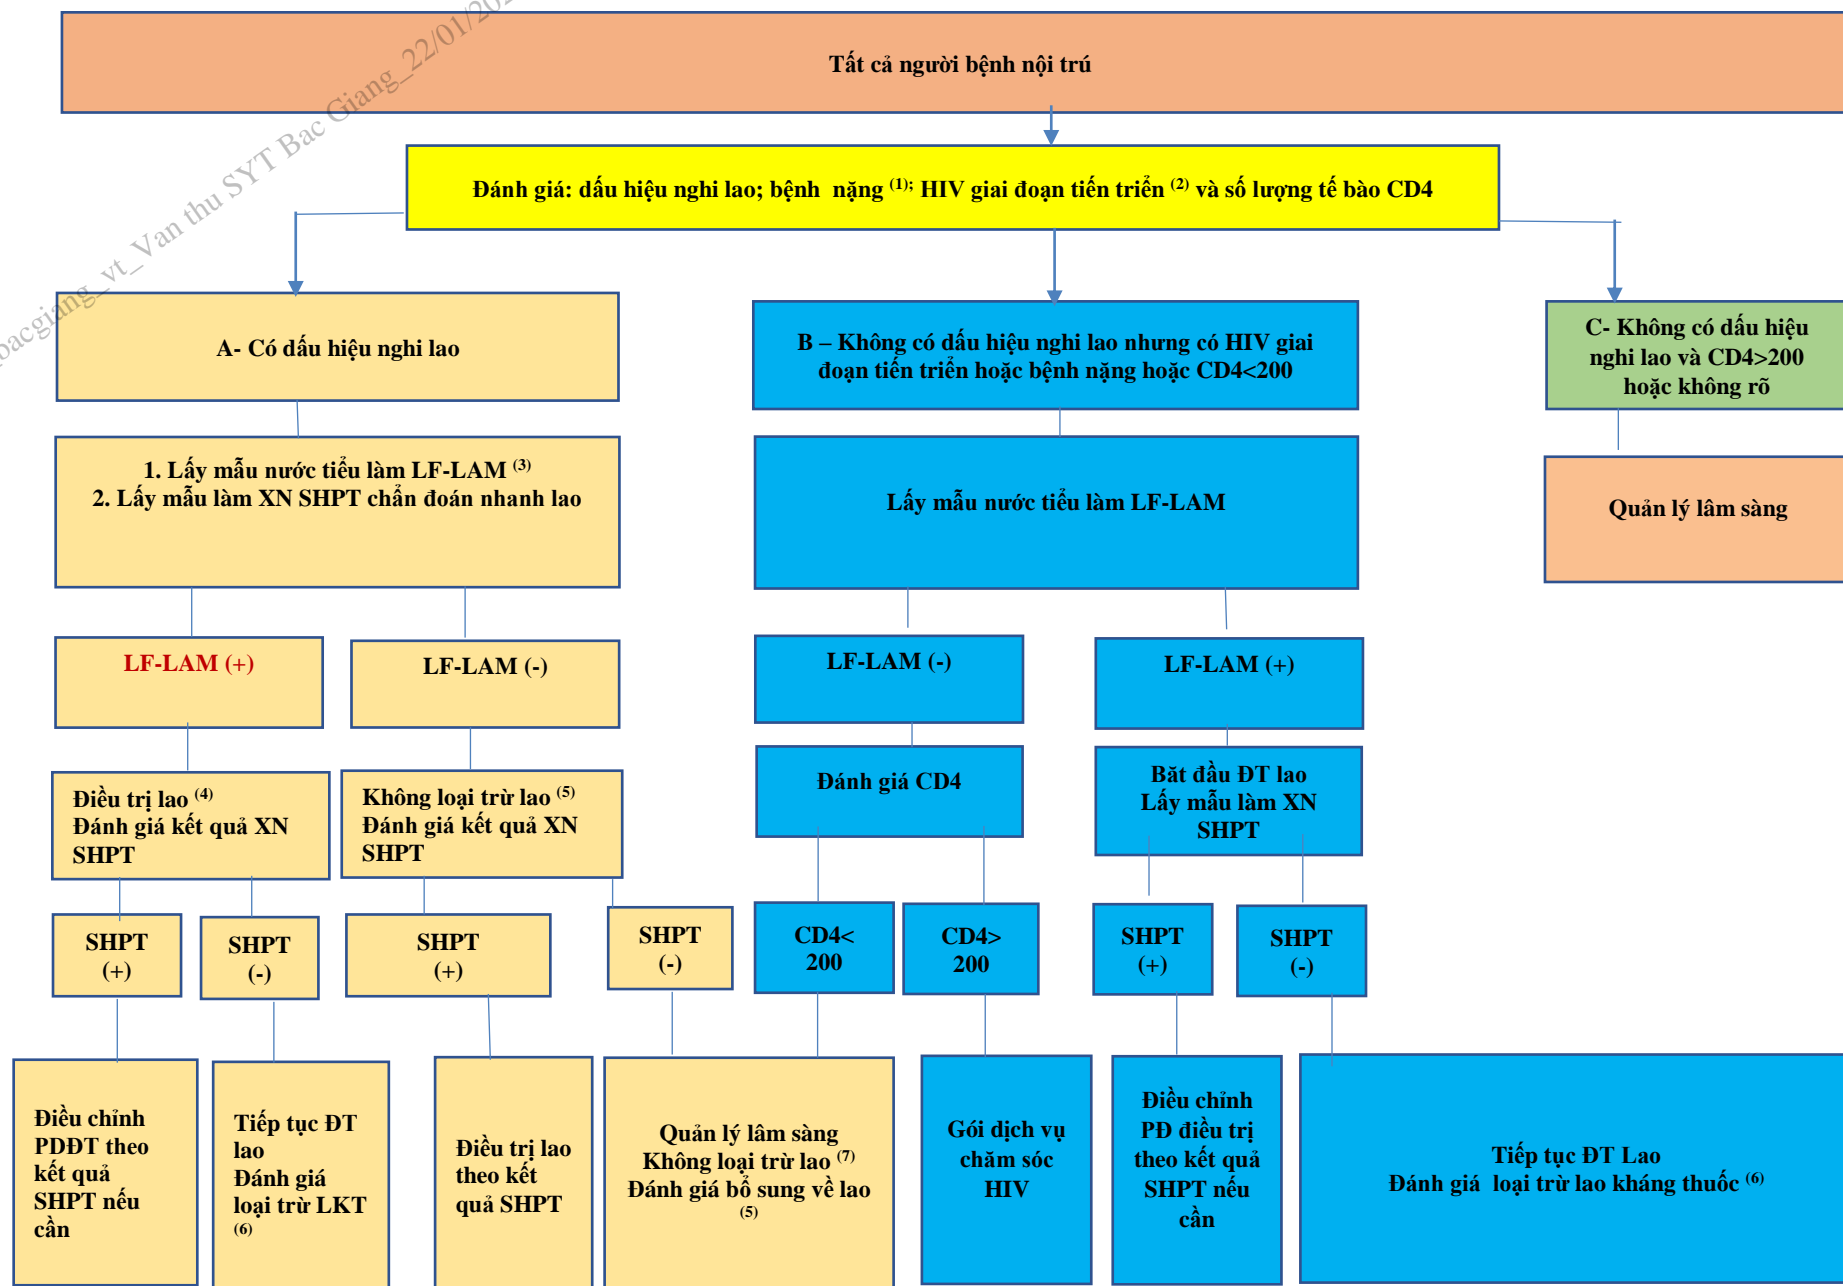 Tất cả người bệnh nội trú
bacgiang_vt_Van thu SYT Bac Giang_22/01/20
Đánh giá: dấu hiệu nghi lao; bệnh nặng (1); HIV giai đoạn tiến triển (2) và số lượng tế bào CD4
A- Có dấu hiệu nghi lao
B – Không có dấu hiệu nghi lao nhưng có HIV giai
đoạn tiến triển hoặc bệnh nặng hoặc CD4<200
C- Không có dấu hiệu
nghi lao và CD4>200
hoặc không rõ
1. Lấy mẫu nước tiểu làm LF-LAM (3)
2. Lấy mẫu làm XN SHPT chẩn đoán nhanh lao
Lấy mẫu nước tiểu làm LF-LAM
Quản lý lâm sàng
LF-LAM (+)
LF-LAM (-)
LF-LAM (-)
LF-LAM (+)
Điều trị lao (4)
Đánh giá kết quả XN
SHPT
Không loại trừ lao (5)
Đánh giá kết quả XN
SHPT
Đánh giá CD4
Băt đầu ĐT lao
Lấy mẫu làm XN
SHPT
SHPT
(+)
SHPT
(-)
SHPT
(+)
SHPT
(-)
CD4<
200
CD4>
200
SHPT
(+)
SHPT
(-)
Điều chỉnh
PDĐT theo
kết quả
SHPT nếu
cần
Tiếp tục ĐT
lao
Đánh giá
loại trừ LKT
(6)
Điều trị lao
theo kết
quả SHPT
Quản lý lâm sàng
Không loại trừ lao (7)
Đánh giá bổ sung về lao
(5)
Gói dịch vụ
chăm sóc
HIV
Điều chỉnh
PĐ điều trị
theo kết quả
SHPT nếu
cần
Tiếp tục ĐT Lao
Đánh giá loại trừ lao kháng thuốc (6)